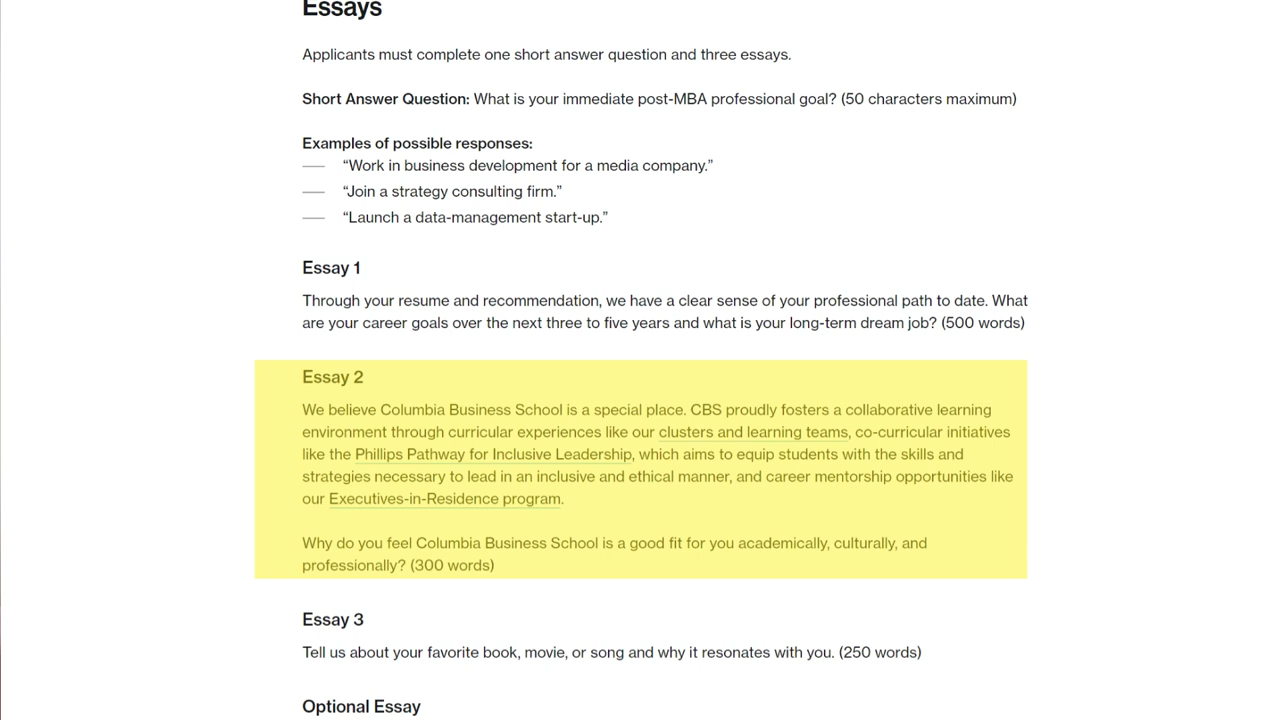 Essays
Applicants must complete one short answer question and three essays.
Short Answer Question: What is your immediate post-MBA professional goal? (50 characters maximum)
Examples of possible responses:
“Work in business development for a media company.”
“Join a strategy consulting firm.”
“Launch a data-management start-up.”
Essay 1
Through your resume and recommendation, we have a clear sense of your professional path to date. What
are your career goals over the next three to five years and what is your long-term dream job? (500 words)
Essay 2
We believe Columbia Business School is a special place. CBS proudly fosters a collaborative learning
environment through curricular experiences like our clusters and learning teams, co-curricular initiatives
like the Phillips Pathway for Inclusive Leadership, which aims to equip students with the skills and
strategies necessary to lead in an inclusive and ethical manner, and career mentorship opportunities like
our Executives-in-Residence program.
Why do you feel Columbia Business School is a good fit for you academically, culturally, and
professionally? (300 words)
Essay 3
Tell us about your favorite book, movie, or song and why it resonates with you. (250 words)
Optional Essay